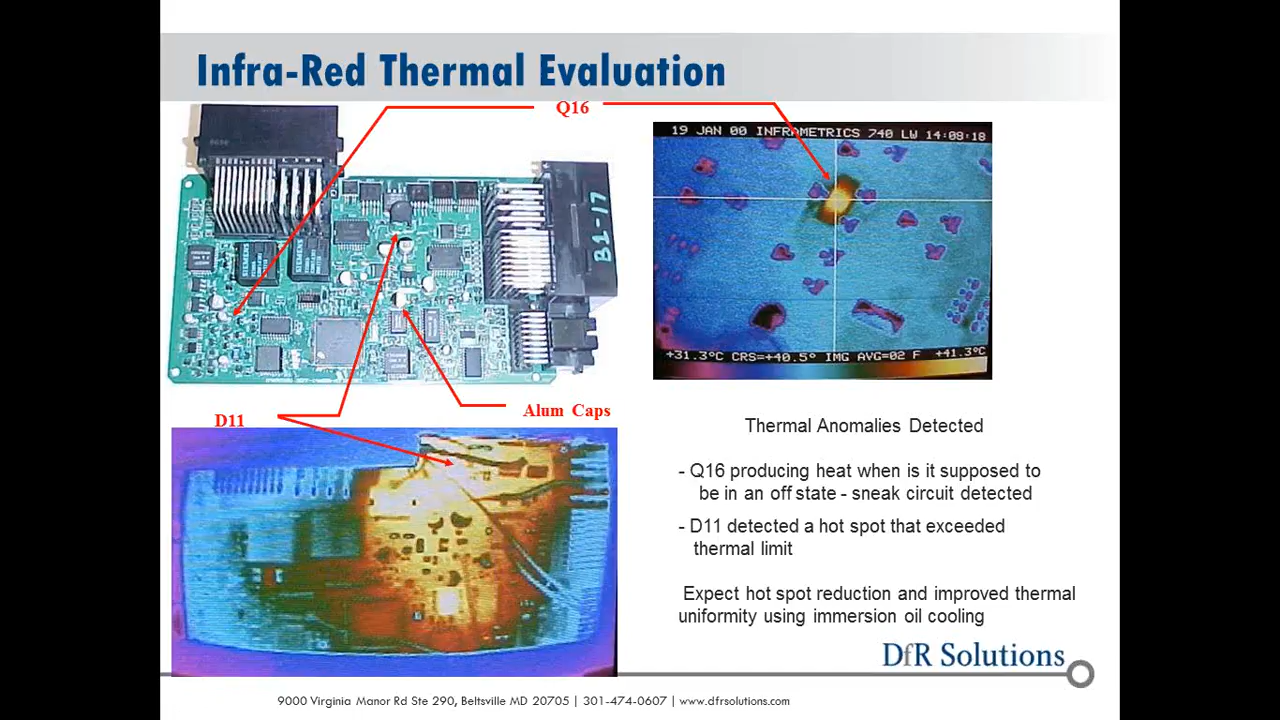 Infra-Red Thermal Evaluation
Q16
19 JAN 00 INFRAMETRICS 740 LW 14:09:18
B1-17
SIEMENS
SIEMENS
+31.3°C CRS=+40.5° IMG AVG=02 F +41.3°C
D11
Alum Caps
Thermal Anomalies Detected
- Q16 producing heat when is it supposed to
be in an off state - sneak circuit detected
- D11 detected a hot spot that exceeded
thermal limit
Expect hot spot reduction and improved thermal
uniformity using immersion oil cooling
DfR Solutions
9000 Virginia Manor Rd Ste 290, Beltsville MD 20705 | 301-474-0607 | www.dfrsolutions.com